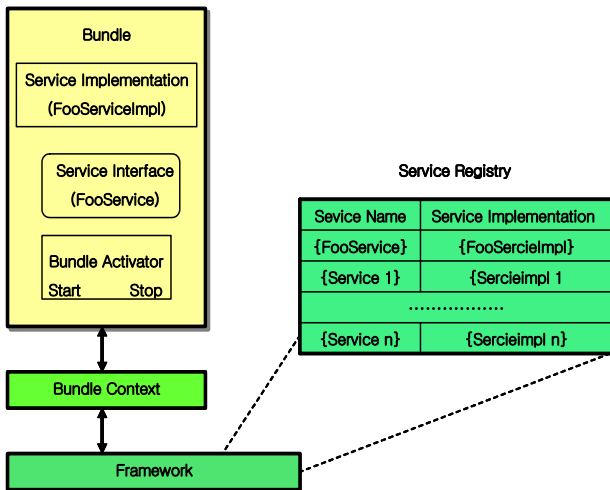 Bundle
Service Implementation
(FooServiceImpl)
Service Interface
(FooService)
Bundle Activator
Start Stop
Bundle Context
Framework
Service Registry
Sevice Name Service Implementation
{FooService} {FooSercieImpl}
{Service 1} {Sercieimpl 1
..................
{Service n} {Sercieimpl n}